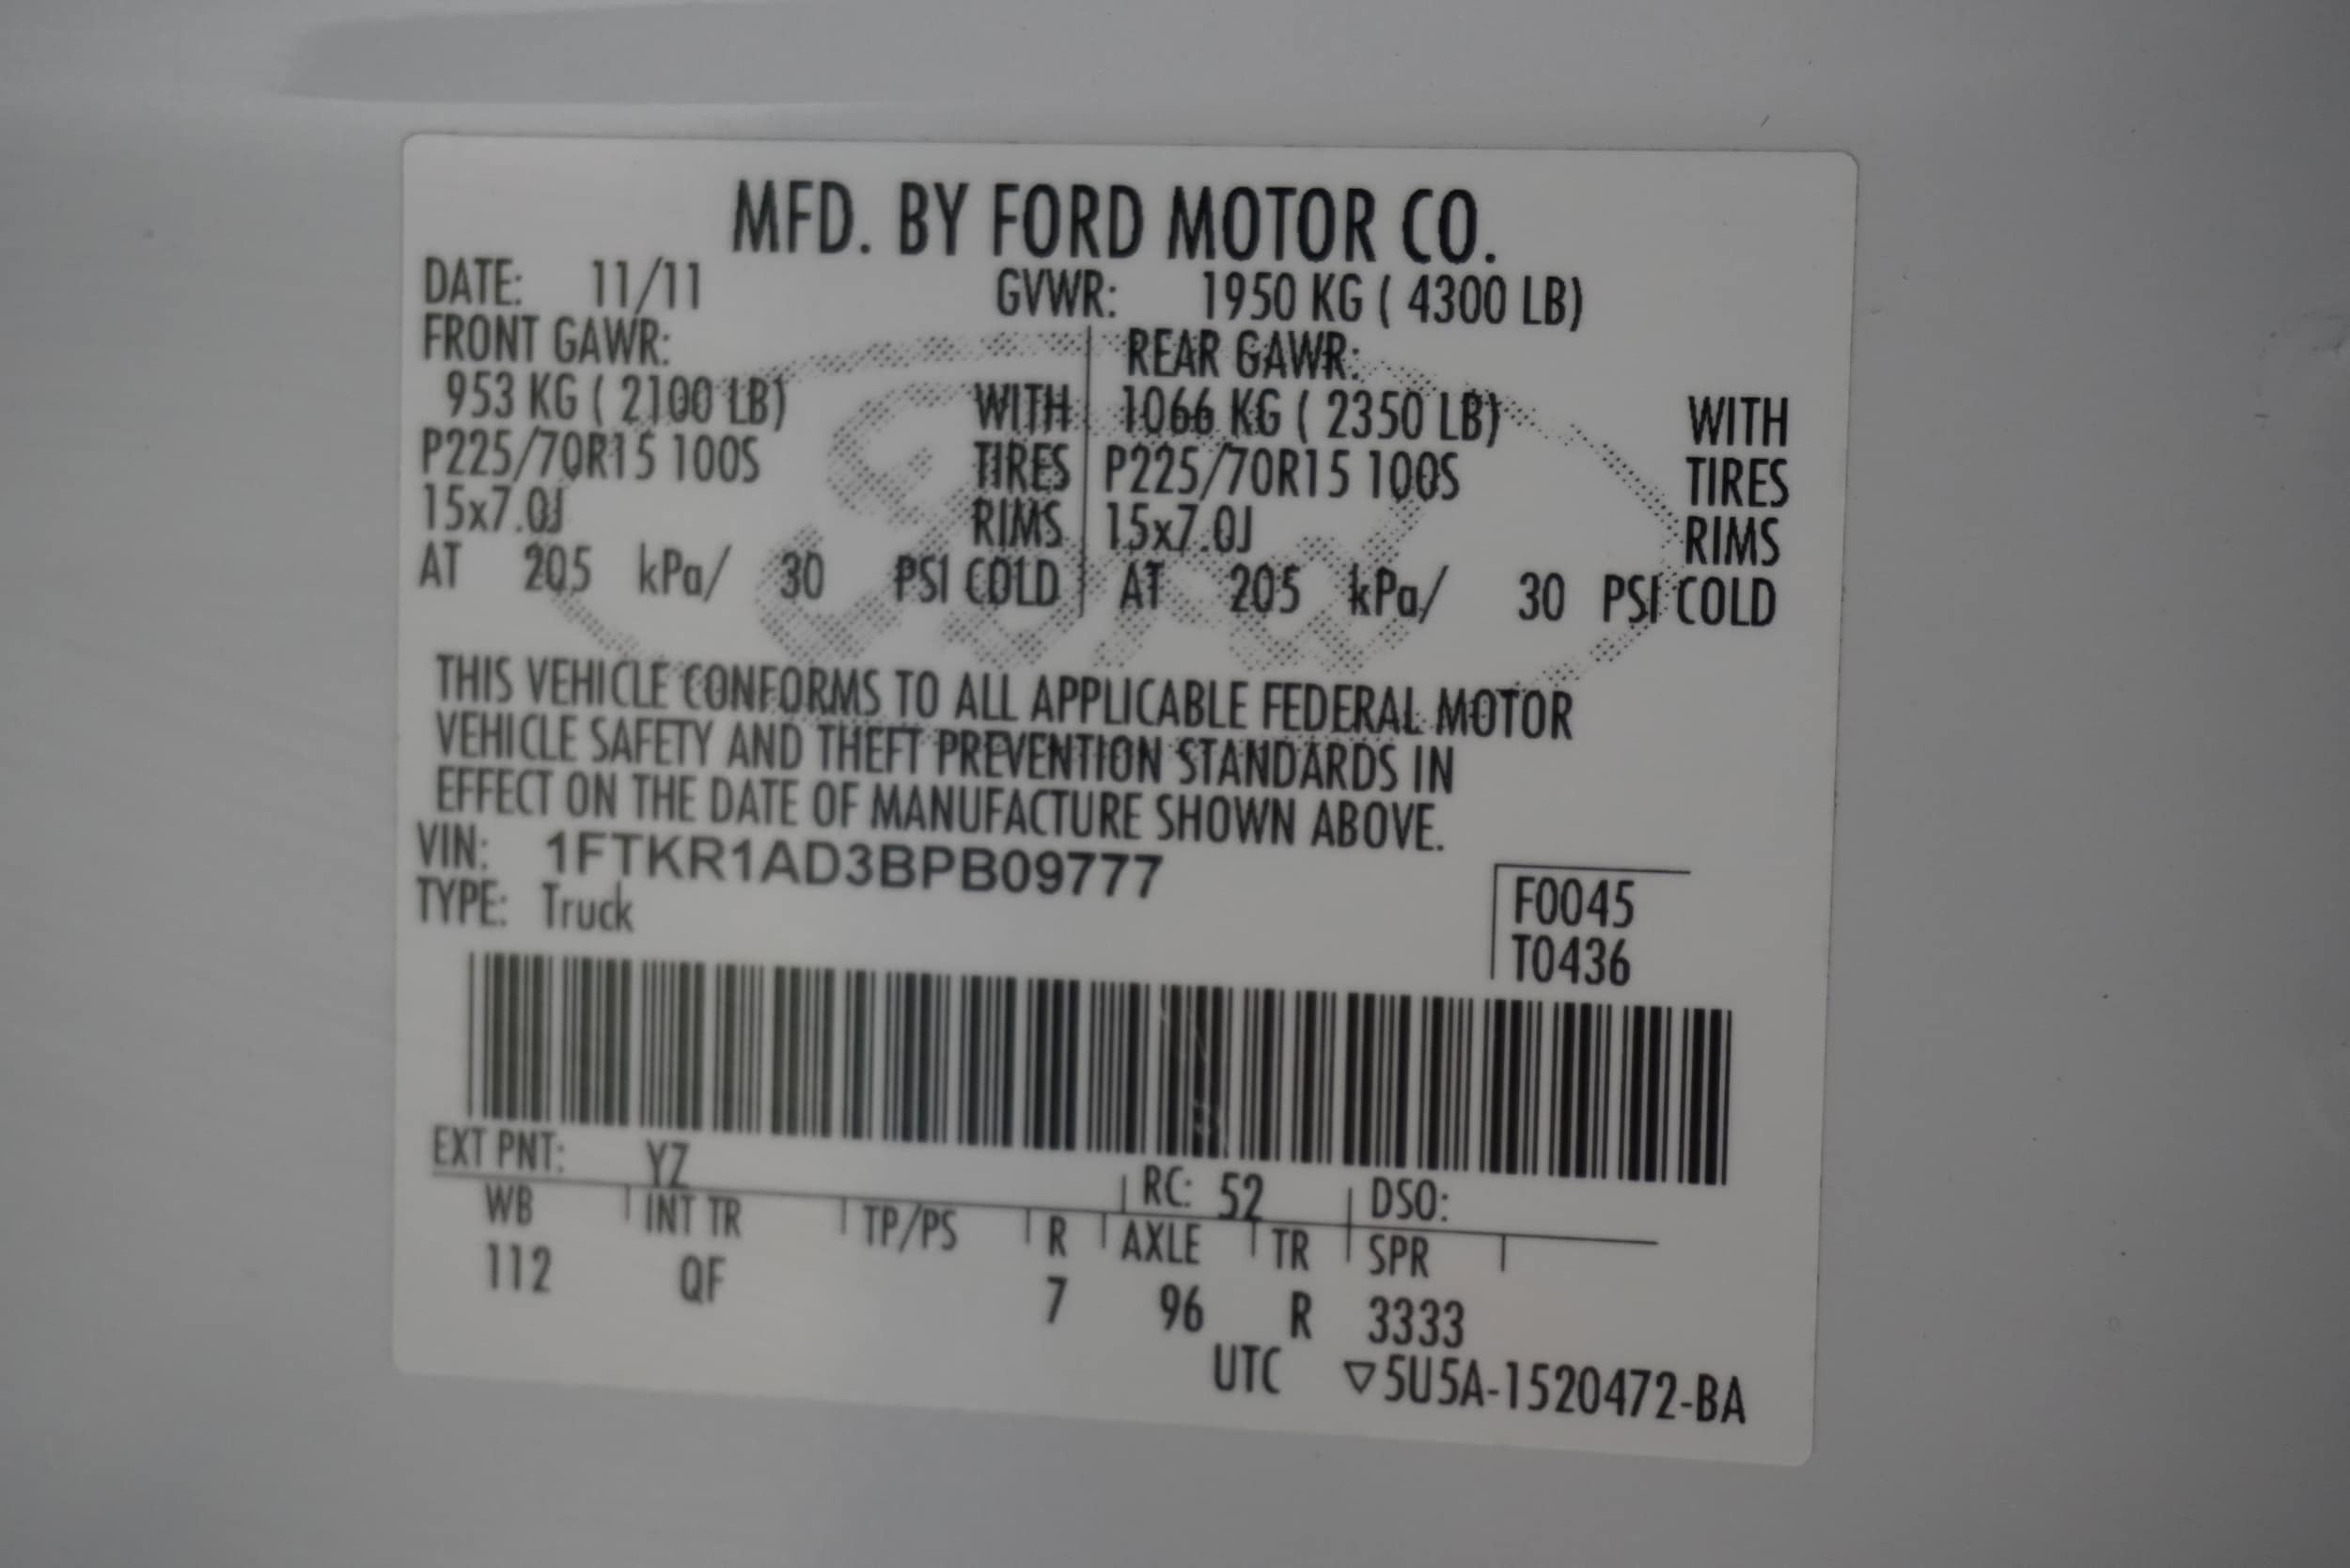 MFD. BY FORD MOTOR CO.
DATE: 11/11 GVWR: 1950 KG ( 4300 LB)
FRONT GAWR: REAR GAWR:
953 KG ( 2100 LB) WITH 1066 KG ( 2350 LB) WITH
P225/70R15 100S TIRES P225/70R15 100S TIRES
15x7.0J RIMS 15x7.0J RIMS
AT 205 kPa/ 30 PSI COLD AT 205 kPa/ 30 PSI COLD
THIS VEHICLE CONFORMS TO ALL APPLICABLE FEDERAL MOTOR
VEHICLE SAFETY AND THEFT PREVENTION STANDARDS IN
EFFECT ON THE DATE OF MANUFACTURE SHOWN ABOVE.
VIN: 1FTKR1AD3BPB09777
TYPE: Truck
F0045
T0436
EXT PNT: YZ RC: 52 DSO:
WB INT TR TP/PS R AXLE TR SPR
112 QF 7 96 R 3333
UTC ▽5U5A-1520472-BA